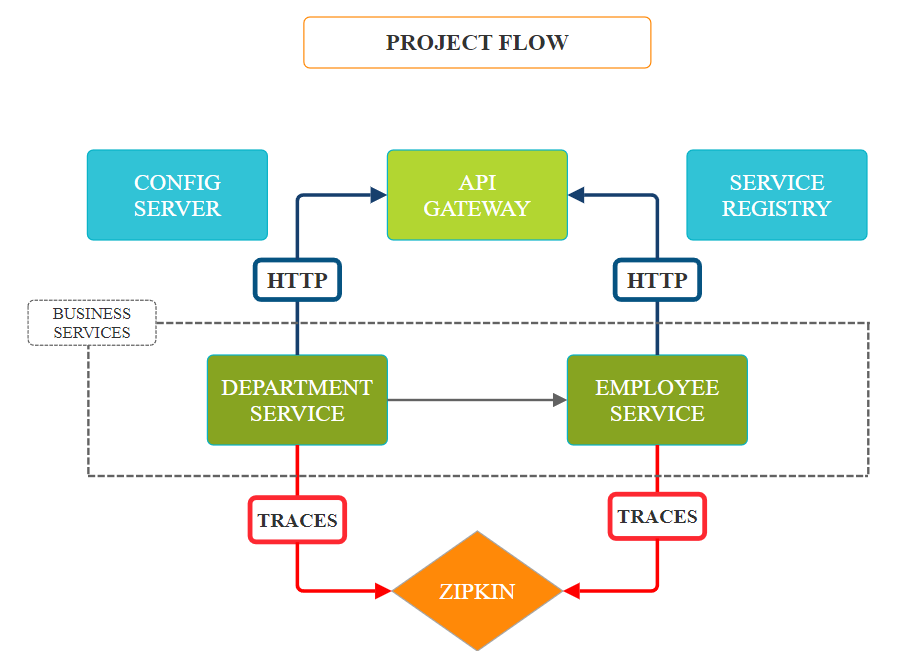 PROJECT FLOW
CONFIG
SERVER
API
GATEWAY
SERVICE
REGISTRY
HTTP
HTTP
BUSINESS
SERVICES
DEPARTMENT
SERVICE
EMPLOYEE
SERVICE
TRACES
TRACES
ZIPKIN